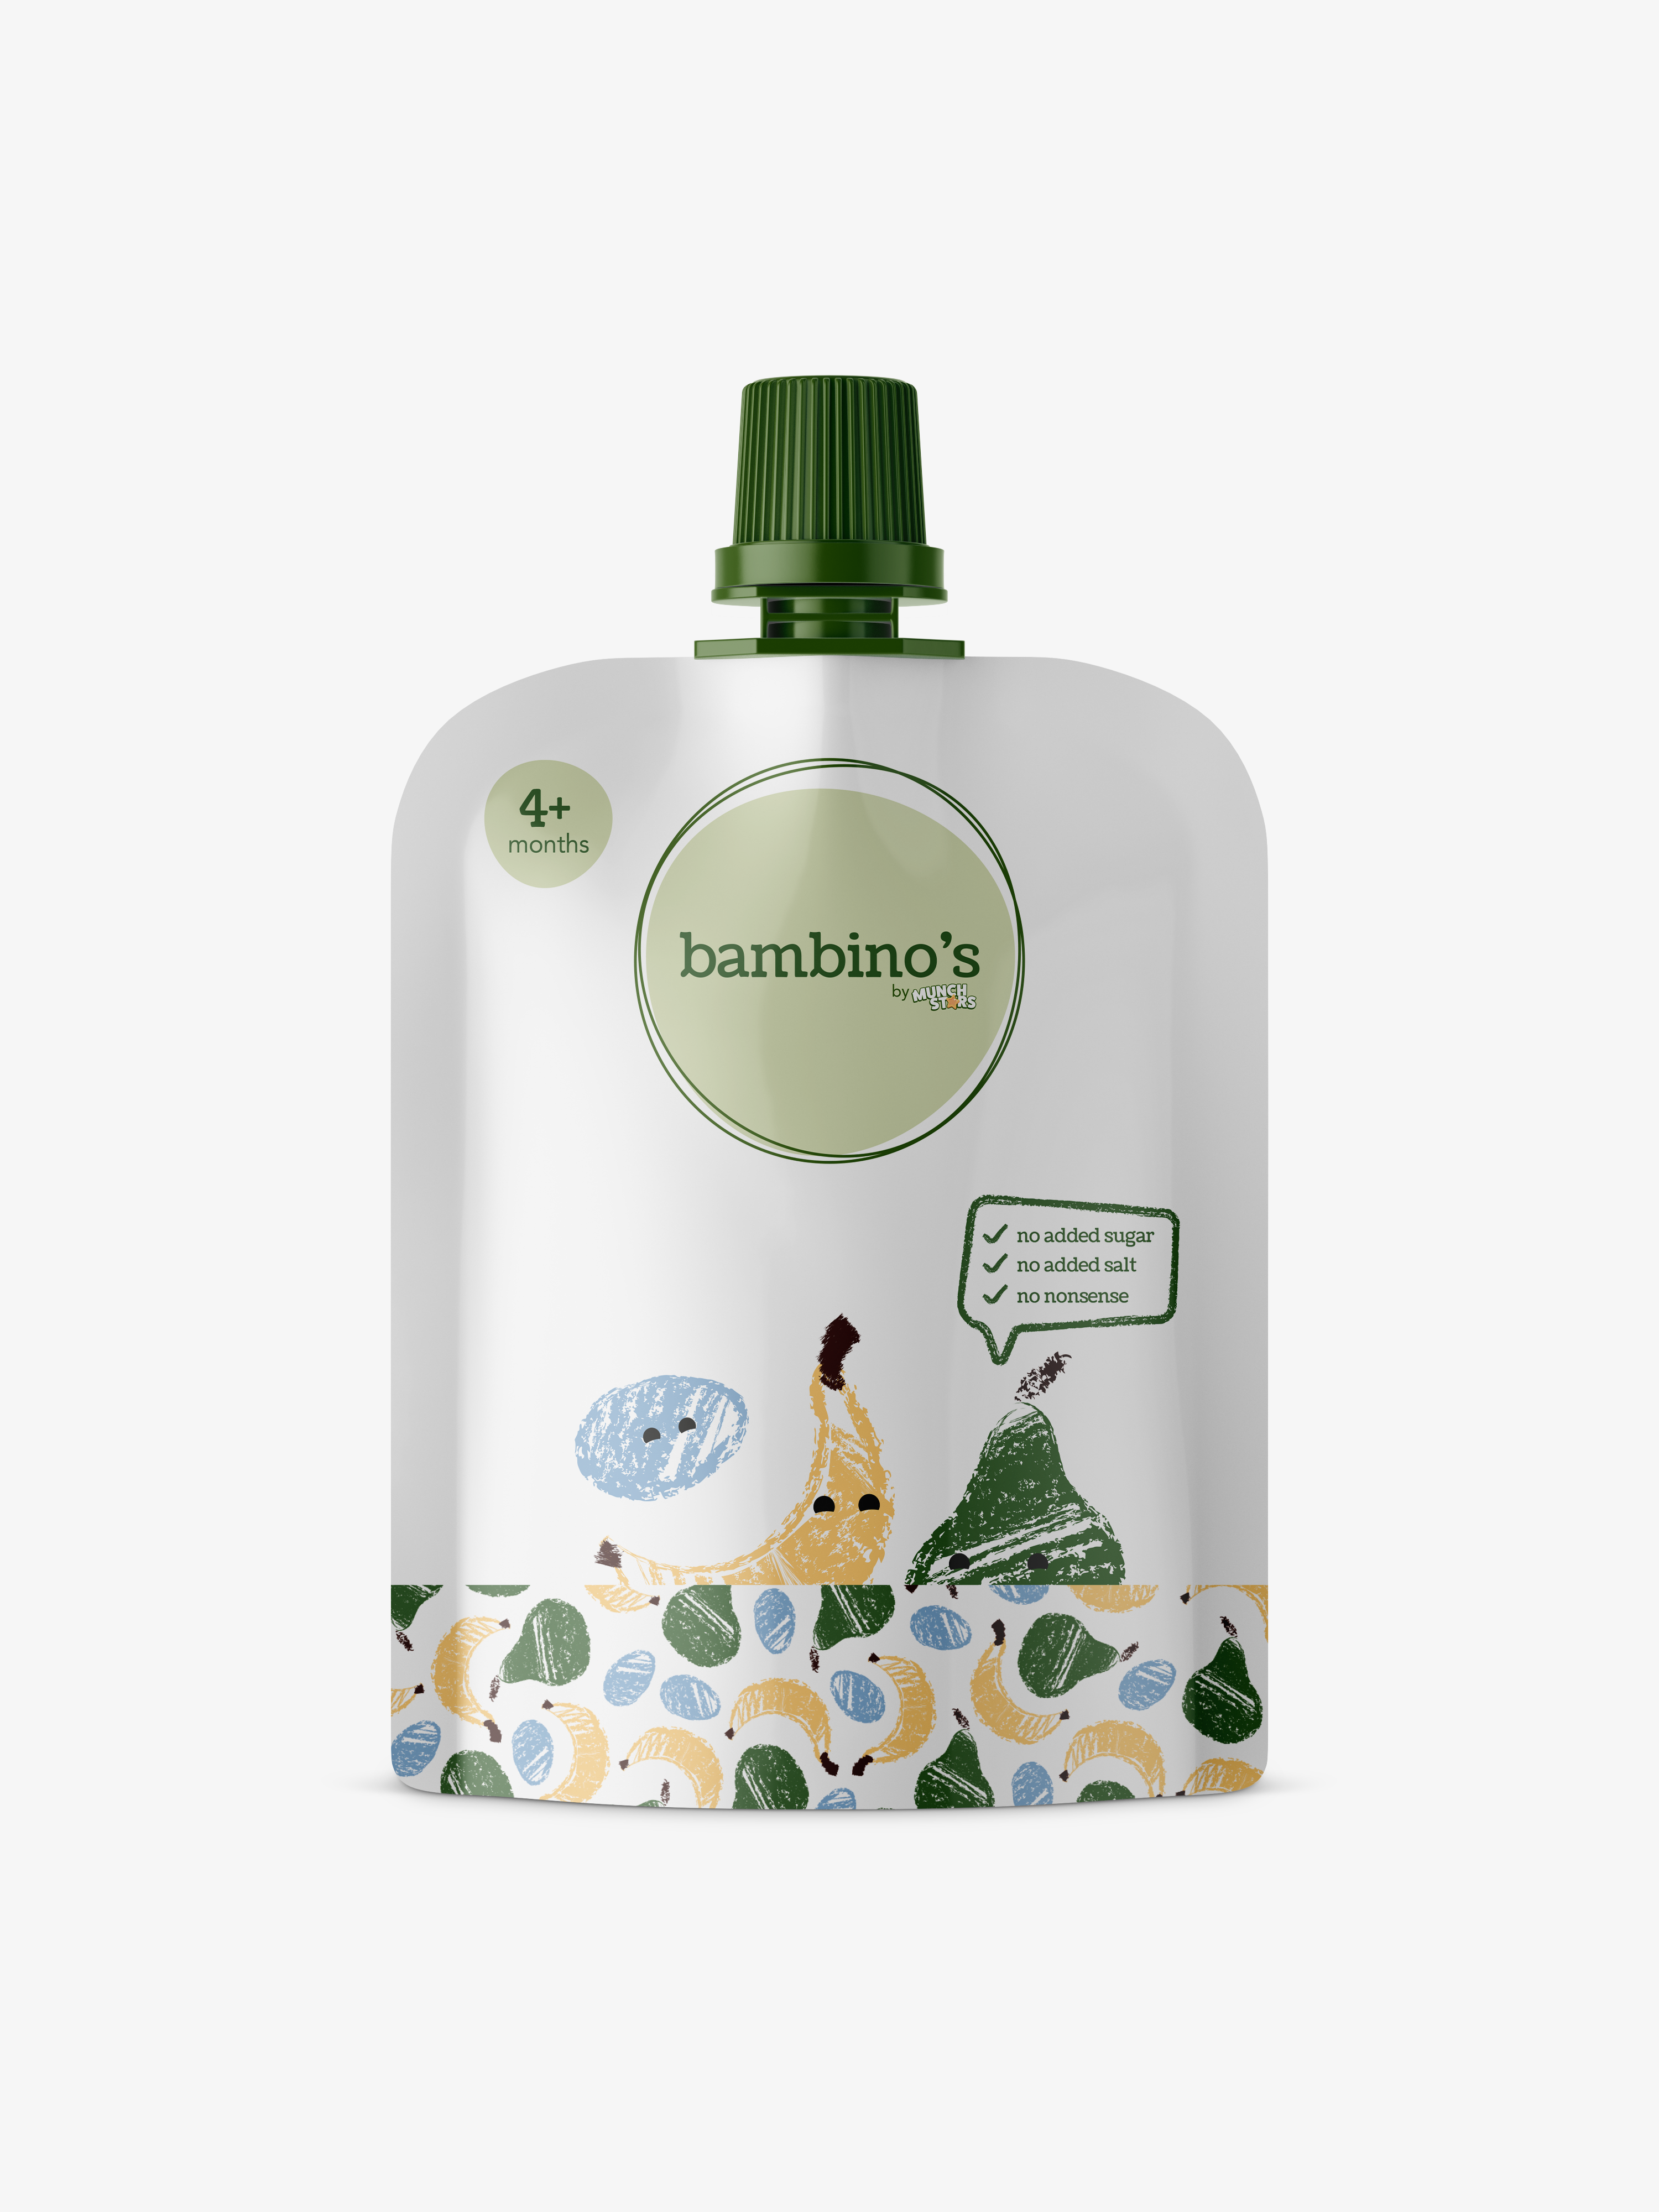 4+
months
bambino's
by MUNCH
STARS
no added sugar
no added salt
no nonsense